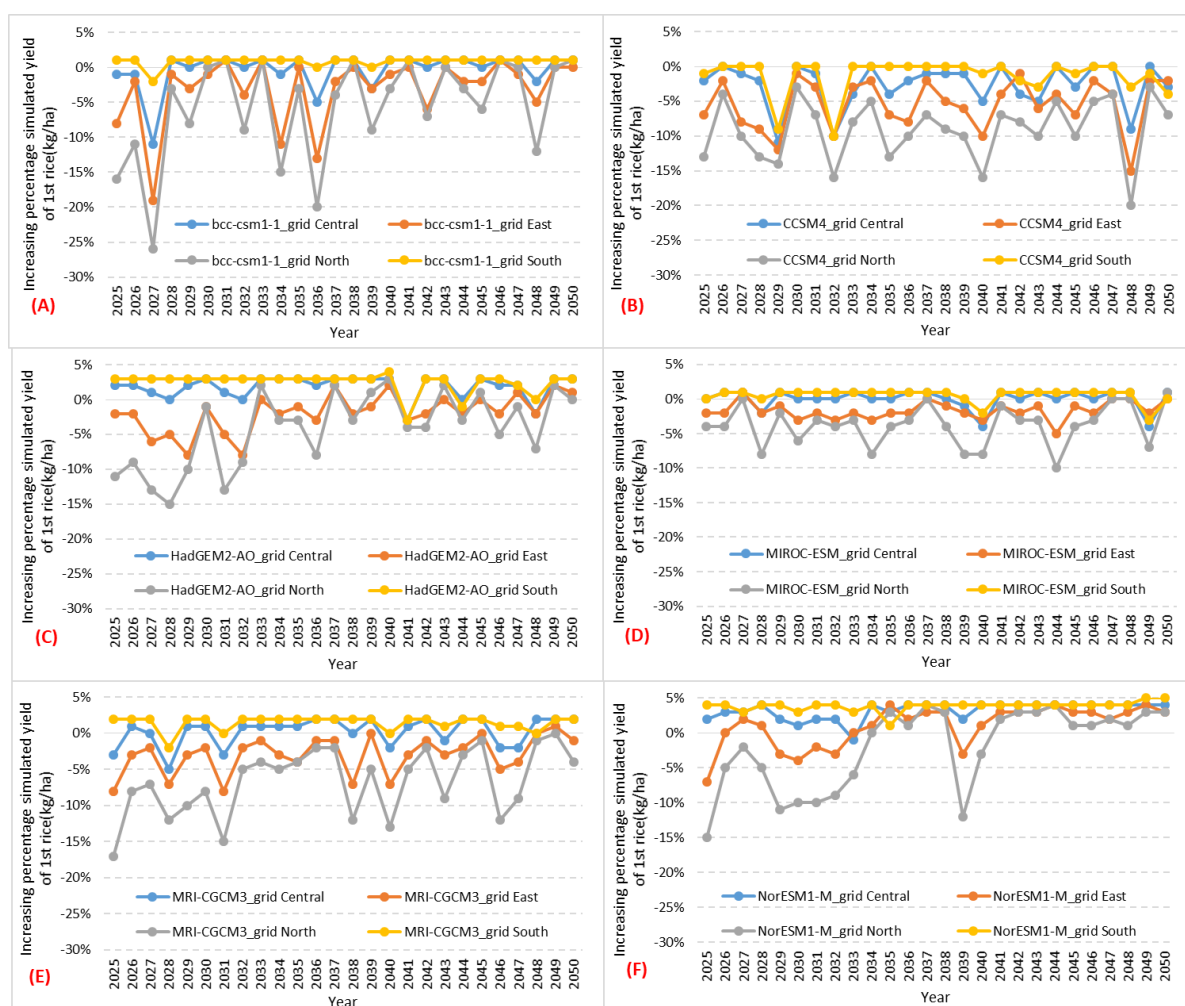 Increasing percentage simulated yield
of 1st rice(kg/ha)
5%
0%
-5%
-10%
-15%
-20%
-25%
-30%
bcc-csm1-1_grid Central
bcc-csm1-1_grid East
bcc-csm1-1_grid North
bcc-csm1-1_grid South
2025 2026 2027 2028 2029 2030 2031 2032 2033 2034 2035 2036 2037 2038 2039 2040 2041 2042 2043 2044 2045 2046 2047 2048 2049 2050
Year
(A)
Increasing percentage simulated yield
of 1st rice(kg/ha)
5%
0%
-5%
-10%
-15%
-20%
-25%
-30%
CCSM4_grid Central
CCSM4_grid East
CCSM4_grid North
CCSM4_grid South
2025 2026 2027 2028 2029 2030 2031 2032 2033 2034 2035 2036 2037 2038 2039 2040 2041 2042 2043 2044 2045 2046 2047 2048 2049 2050
Year
(B)
Increasing percentage simulated yield
of 1st rice(kg/ha)
5%
0%
-5%
-10%
-15%
-20%
-25%
-30%
HadGEM2-AO_grid Central
HadGEM2-AO_grid East
HadGEM2-AO_grid North
HadGEM2-AO_grid South
2025 2026 2027 2028 2029 2030 2031 2032 2033 2034 2035 2036 2037 2038 2039 2040 2041 2042 2043 2044 2045 2046 2047 2048 2049 2050
Year
(C)
Increasing percentage simulated yield
of 1st rice(kg/ha)
5%
0%
-5%
-10%
-15%
-20%
-25%
-30%
MIROC-ESM_grid Central
MIROC-ESM_grid East
MIROC-ESM_grid North
MIROC-ESM_grid South
2025 2026 2027 2028 2029 2030 2031 2032 2033 2034 2035 2036 2037 2038 2039 2040 2041 2042 2043 2044 2045 2046 2047 2048 2049 2050
Year
(D)
Increasing percentage simulated yield
of 1st rice(kg/ha)
5%
0%
-5%
-10%
-15%
-20%
-25%
-30%
MRI-CGCM3_grid Central
MRI-CGCM3_grid East
MRI-CGCM3_grid North
MRI-CGCM3_grid South
2025 2026 2027 2028 2029 2030 2031 2032 2033 2034 2035 2036 2037 2038 2039 2040 2041 2042 2043 2044 2045 2046 2047 2048 2049 2050
Year
(E)
Increasing percentage simulated yield
of 1st rice(kg/ha)
5%
0%
-5%
-10%
-15%
-20%
-25%
-30%
NorESM1-M_grid Central
NorESM1-M_grid East
NorESM1-M_grid North
NorESM1-M_grid South
2025 2026 2027 2028 2029 2030 2031 2032 2033 2034 2035 2036 2037 2038 2039 2040 2041 2042 2043 2044 2045 2046 2047 2048 2049 2050
Year
(F)